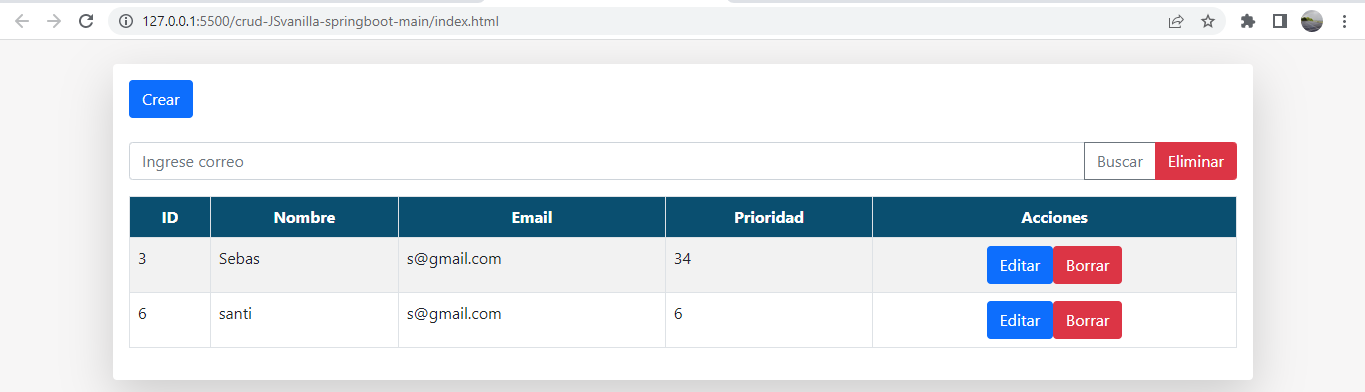 127.0.0.1:5500/crud-JSvanilla-springboot-main/index.html
Crear
Ingrese correo Buscar Eliminar
ID Nombre Email Prioridad Acciones
3 Sebas s@gmail.com 34 Editar Borrar
6 santi s@gmail.com 6 Editar Borrar